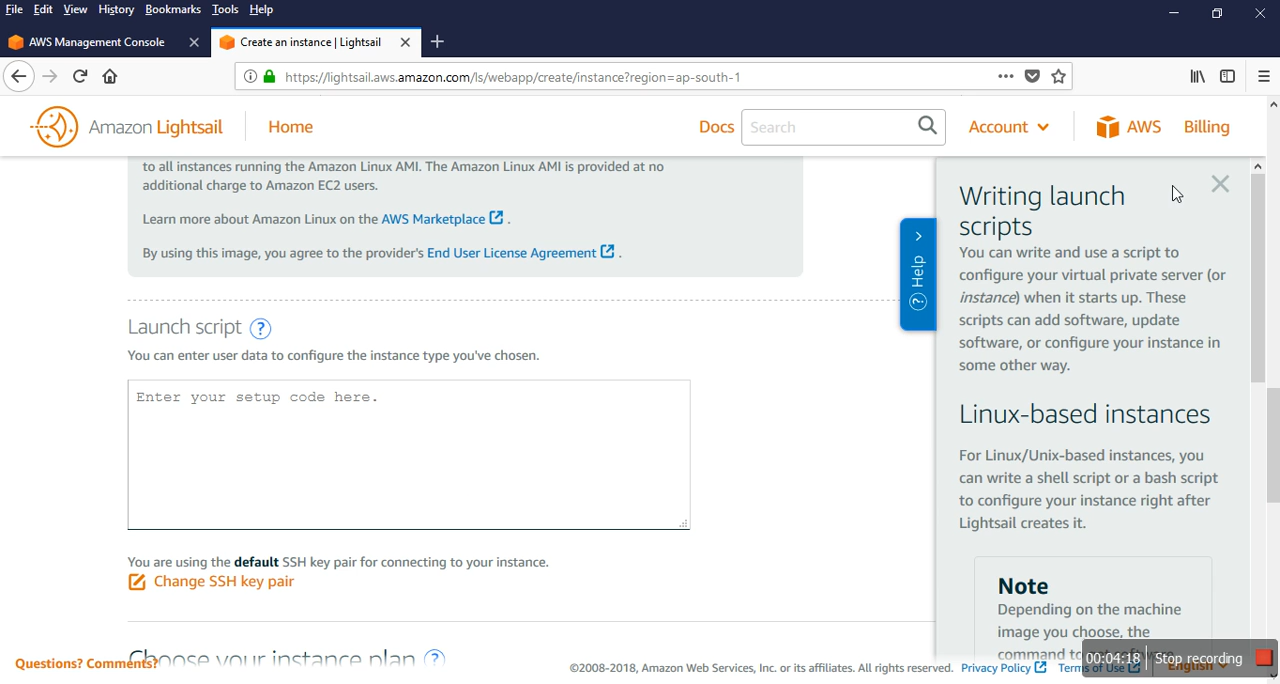 File Edit View History Bookmarks Tools Help
AWS Management Console
Create an instance | Lightsail
https://lightsail.aws.amazon.com/ls/webapp/create/instance?region=ap-south-1
Amazon Lightsail
Home
Docs
Search
Account
AWS
Billing
to all instances running the Amazon Linux AMI. The Amazon Linux AMI is provided at no
additional charge to Amazon EC2 users.
Learn more about Amazon Linux on the AWS Marketplace .
By using this image, you agree to the provider's End User License Agreement .
Launch script ?
You can enter user data to configure the instance type you've chosen.
Enter your setup code here.
You are using the default SSH key pair for connecting to your instance.
Change SSH key pair
Choose your instance plan ?
Questions? Comments?
? Help
Writing launch
scripts
You can write and use a script to
configure your virtual private server (or
instance) when it starts up. These
scripts can add software, update
software, or configure your instance in
some other way.
Linux-based instances
For Linux/Unix-based instances, you
can write a shell script or a bash script
to configure your instance right after
Lightsail creates it.
Note
Depending on the machine
image you choose, the
command to
©2008-2018, Amazon Web Services, Inc. or its affiliates. All rights reserved.
Privacy Policy
Terms of Use
English
00:04:18
Stop recording